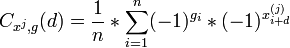 C_{x^j,g}(d) = \frac{1}{n} * \sum_{i=1}^{n} (-1)^{g_i} * (-1)^{x_{i+d}^{(j)}}